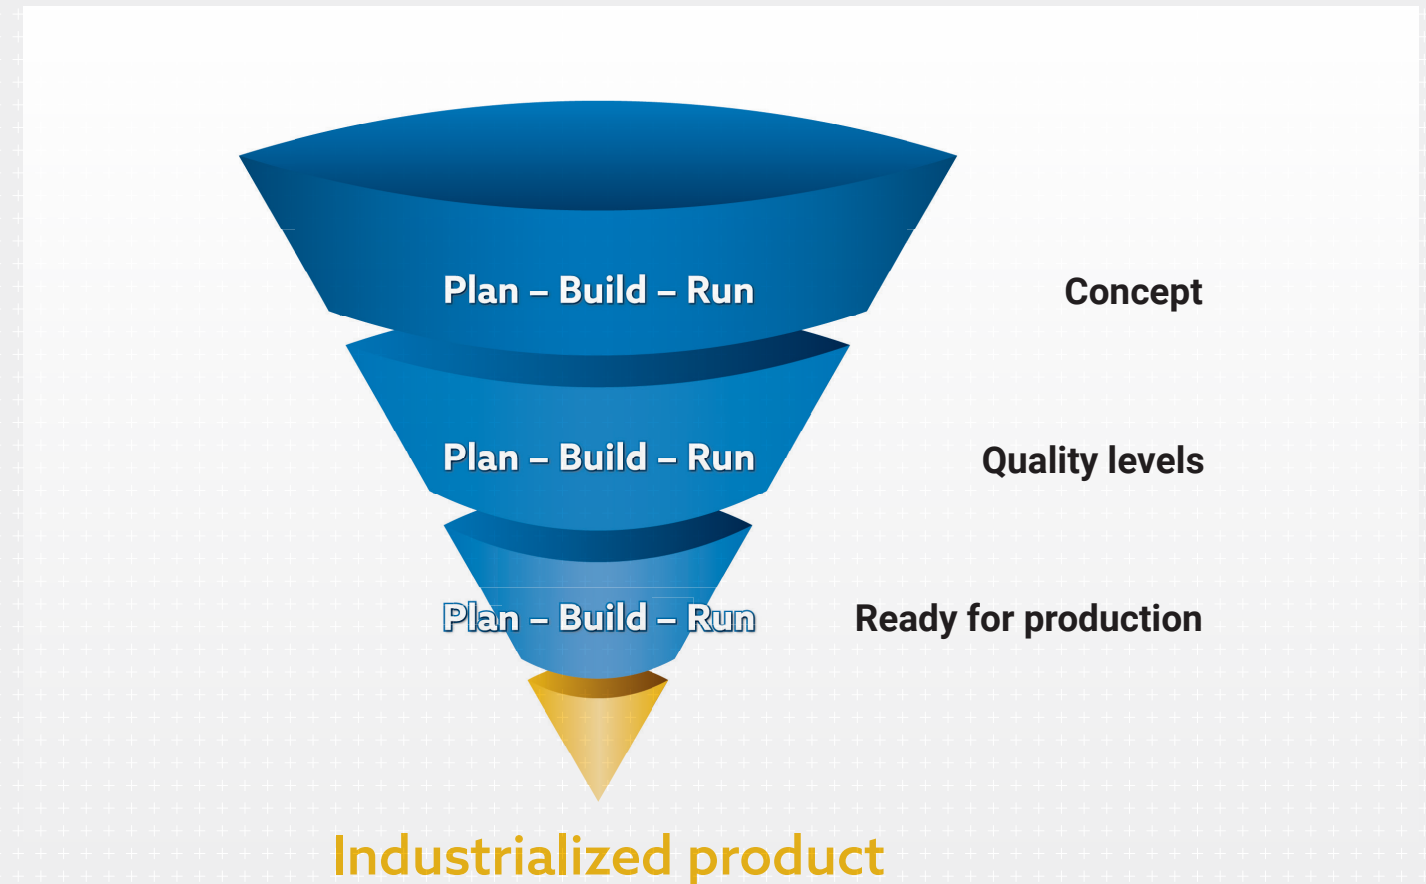 Plan – Build – Run
Concept
Plan – Build – Run
Quality levels
Plan – Build – Run
Ready for production
Industrialized product